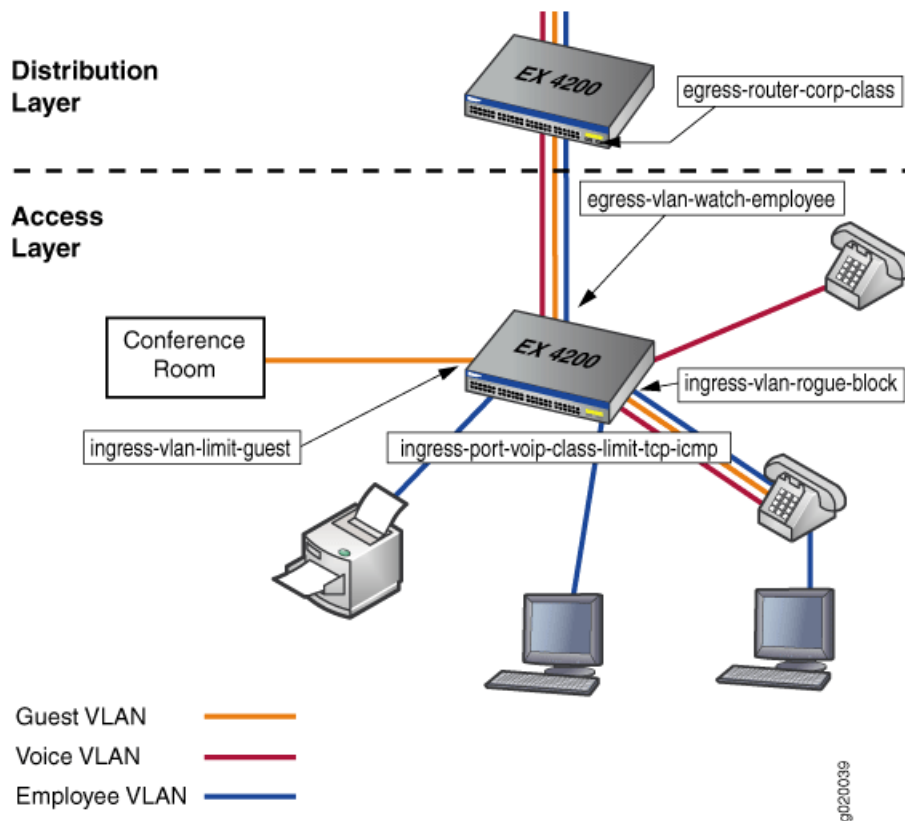 Distribution
Layer
EX 4200
egress-router-corp-class
egress-vlan-watch-employee
Access
Layer
Conference
Room
EX 4200
ingress-vlan-rogue-block
ingress-vlan-limit-guest
ingress-port-voip-class-limit-tcp-icmp
Guest VLAN
Voice VLAN
Employee VLAN
g020039